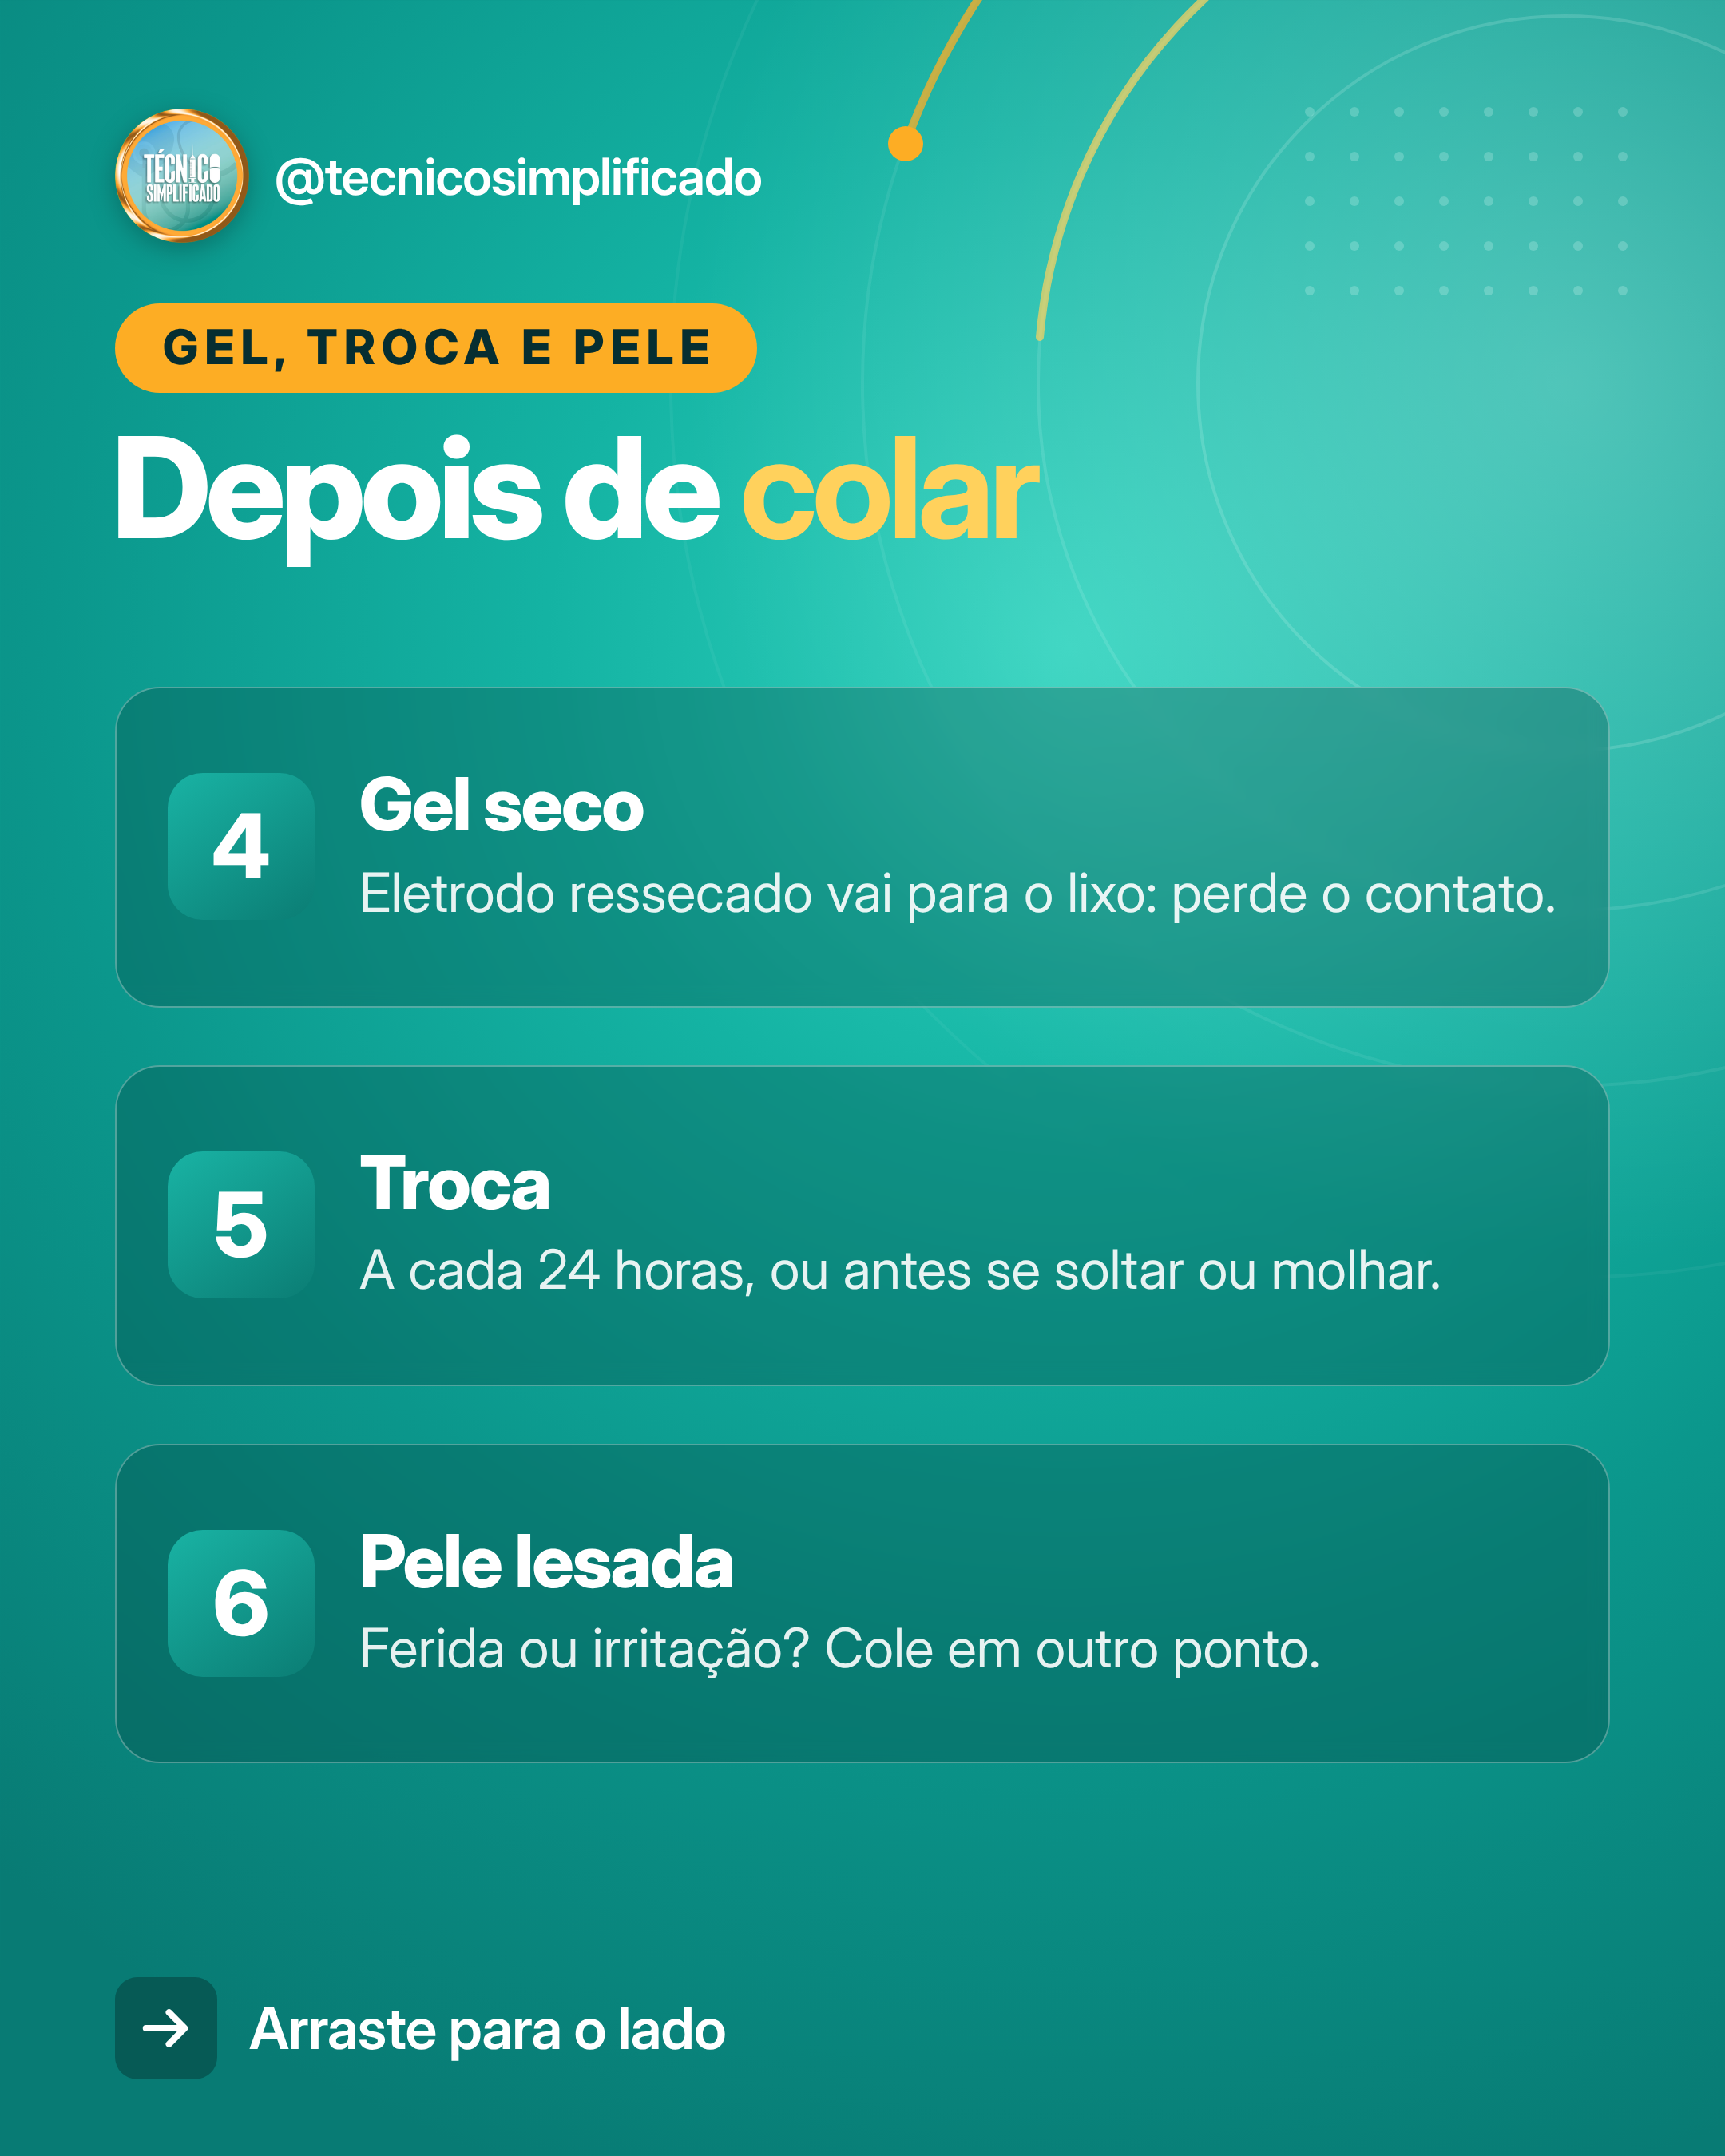 TÉCNICO
SIMPLIFICADO
@tecnicosimplificado
GEL, TROCA E PELE
Depois de colar
4
Gel seco
Eletrodo ressecado vai para o lixo: perde o contato.
5
Troca
A cada 24 horas, ou antes se soltar ou molhar.
6
Pele lesada
Ferida ou irritação? Cole em outro ponto.
Arraste para o lado